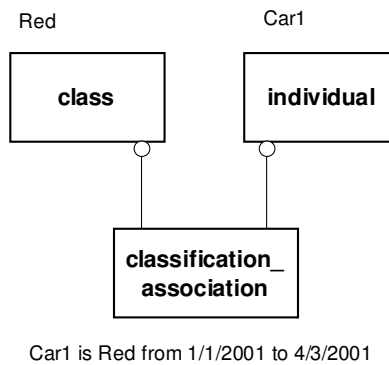 Red
Car1
class
individual
classification_
association
Car1 is Red from 1/1/2001 to 4/3/2001